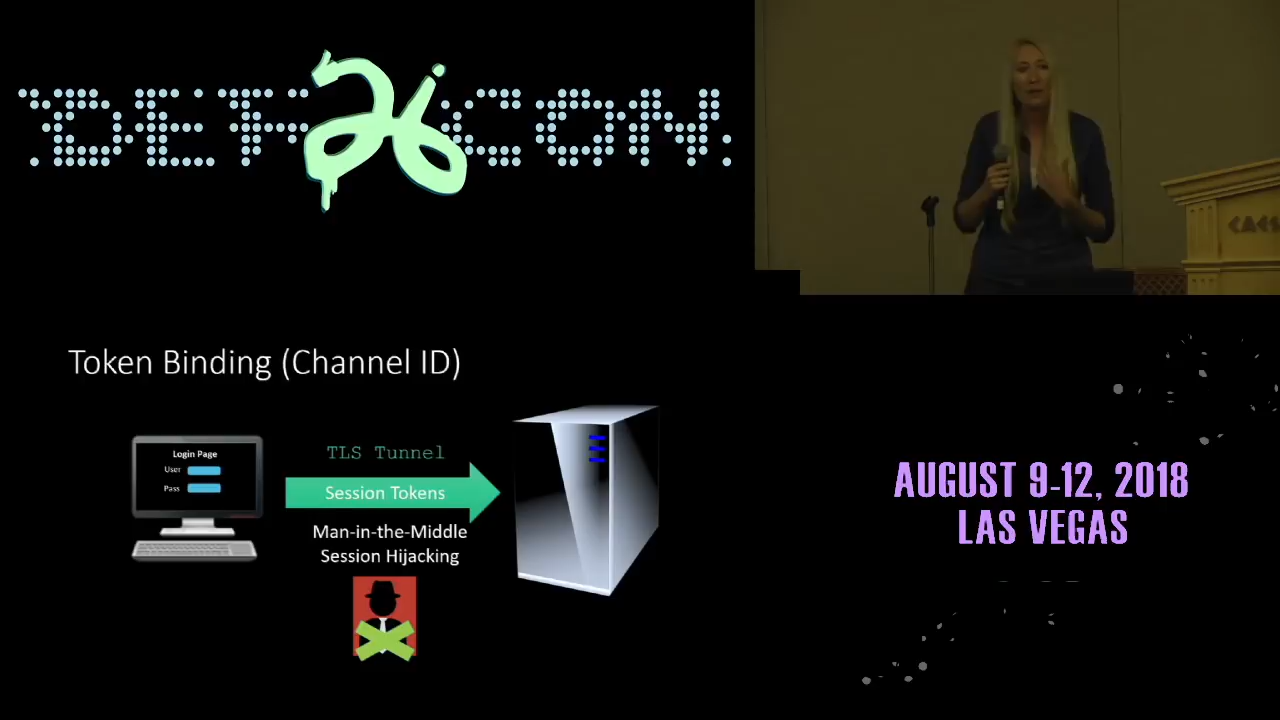 DEF 26 CON
Token Binding (Channel ID)
Login Page
User
Pass
TLS Tunnel
Session Tokens
Man-in-the-Middle
Session Hijacking
AUGUST 9-12, 2018
LAS VEGAS